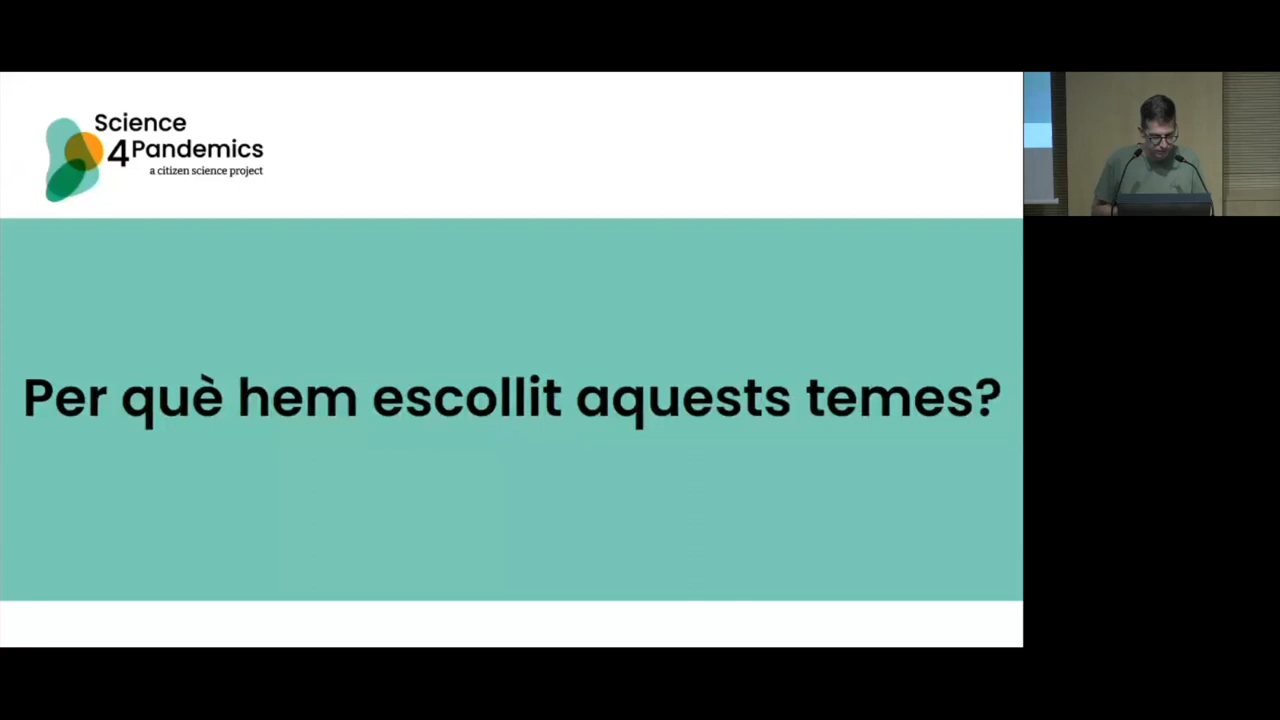 Science
4Pandemics
a citizen science project
Per què hem escollit aquests temes?